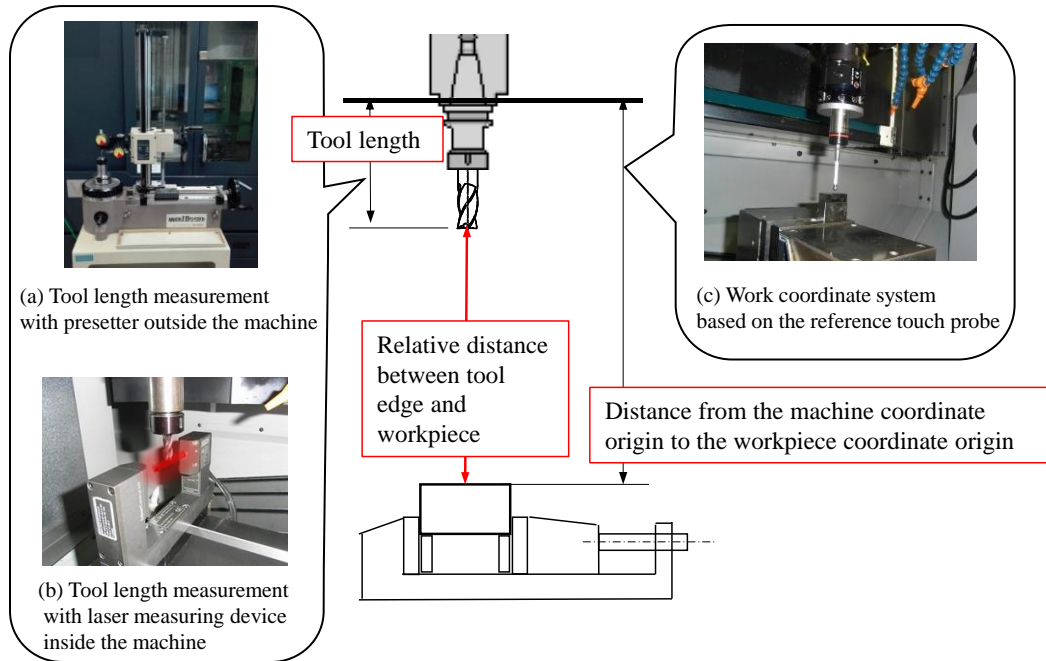 Tool length
(a) Tool length measurement
with presetter outside the machine
(b) Tool length measurement
with laser measuring device
inside the machine
Relative distance
between tool
edge and
workpiece
(c) Work coordinate system
based on the reference touch probe
Distance from the machine coordinate
origin to the workpiece coordinate origin